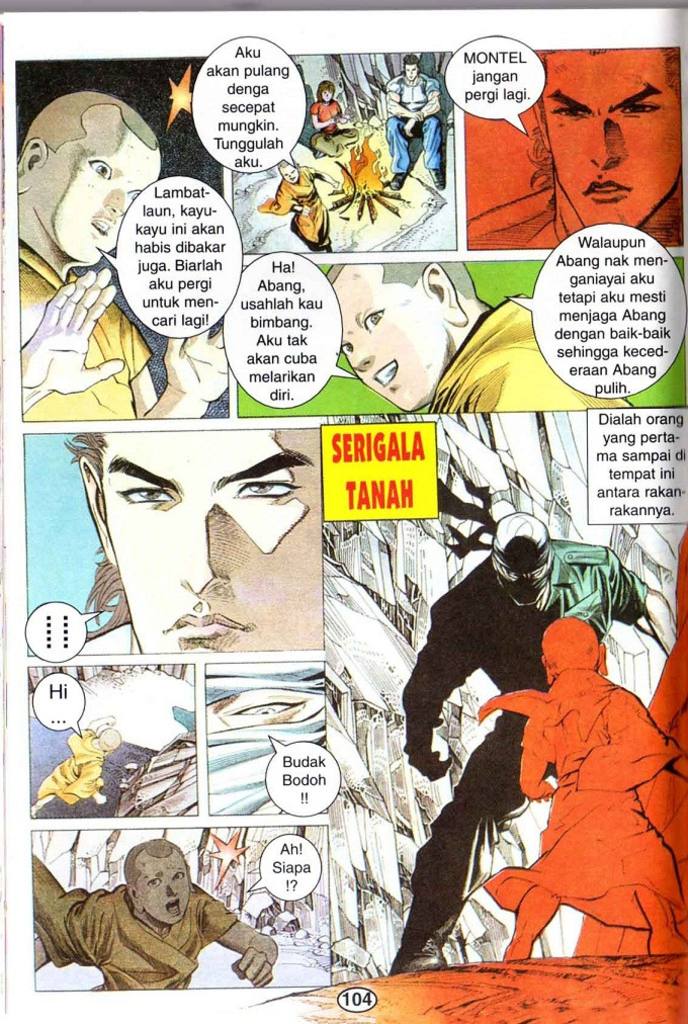 Aku
akan pulang
denga
secepat
mungkin.
Tunggulah
aku.
MONTEL
jangan
pergi lagi.
Lambat-
laun, kayu-
kayu ini akan
habis dibakar
juga. Biarlah
aku pergi
untuk men-
cari lagi!
Ha!
Abang,
usahlah kau
bimbang.
Aku tak
akan cuba
melarikan
diri.
Walaupun
Abang nak men-
ganiayai aku
tetapi aku mesti
menjaga Abang
dengan baik-baik
sehingga keced-
eraan Abang
pulih.
SERIGALA
TANAH
Dialah orang
yang perta-
ma sampai di
tempat ini
antara rakan-
rakannya.
Hi
...
Budak
Bodoh
!!
Ah!
Siapa
!?
104